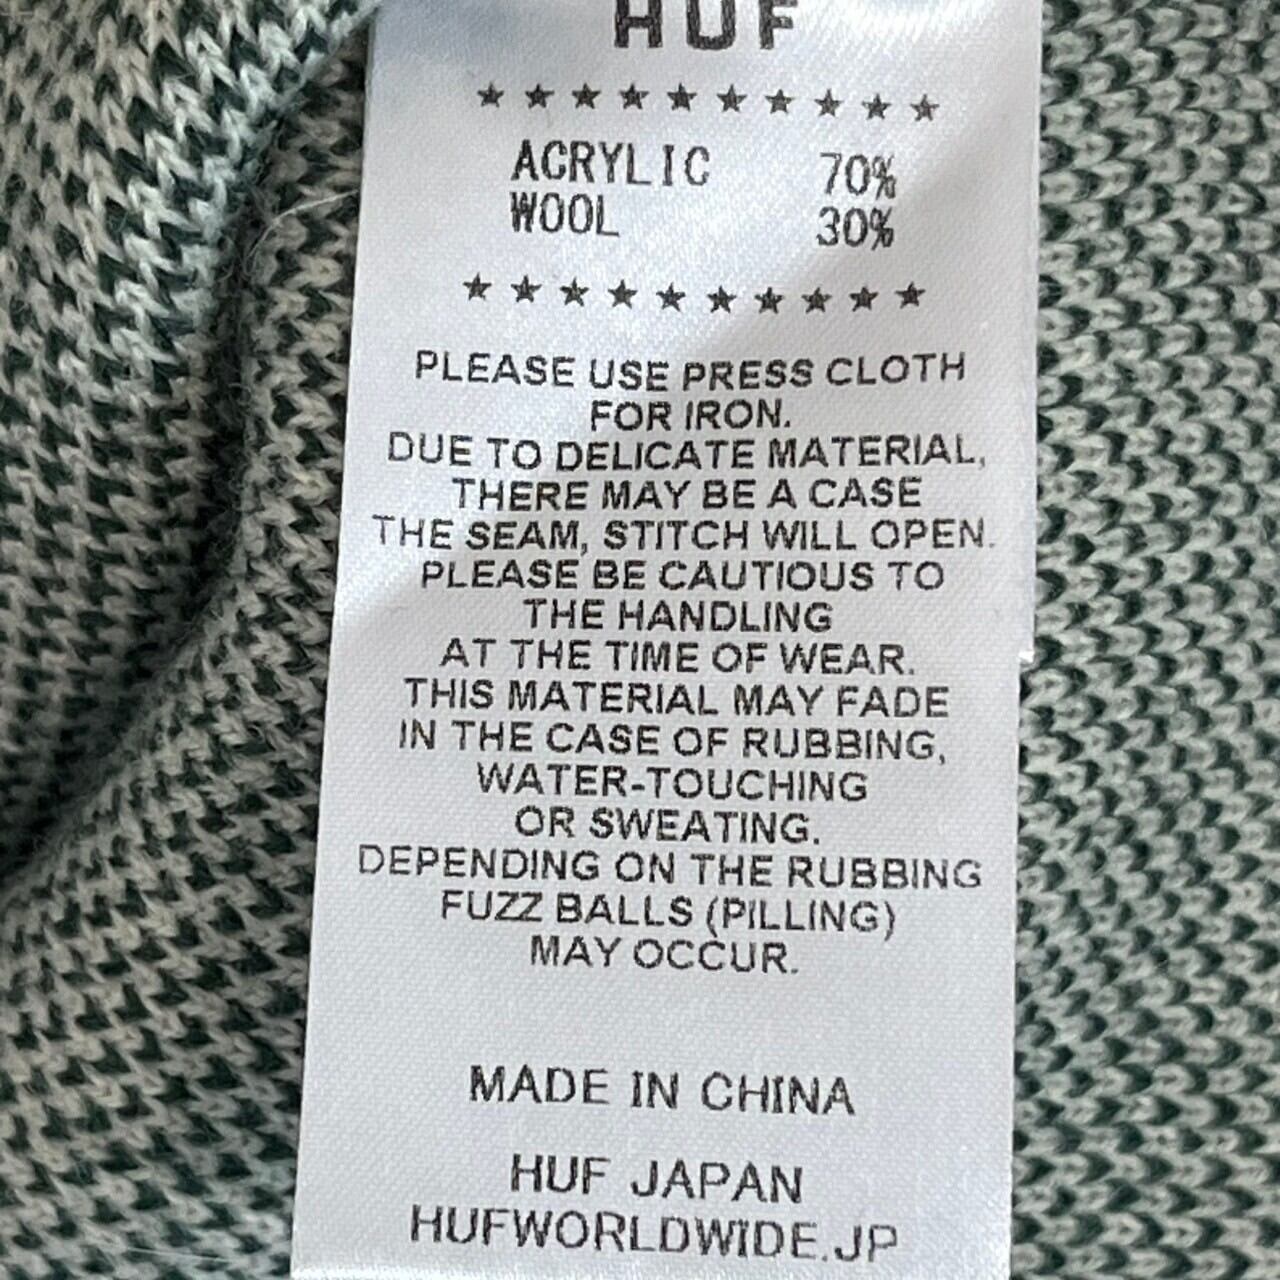 HUF
★★★★★★★★★★
ACRYLIC 70%
WOOL 30%
★★★★★★★★★★
PLEASE USE PRESS CLOTH
FOR IRON.
DUE TO DELICATE MATERIAL,
THERE MAY BE A CASE
THE SEAM, STITCH WILL OPEN.
PLEASE BE CAUTIOUS TO
THE HANDLING
AT THE TIME OF WEAR.
THIS MATERIAL MAY FADE
IN THE CASE OF RUBBING,
WATER-TOUCHING
OR SWEATING.
DEPENDING ON THE RUBBING
FUZZ BALLS (PILLING)
MAY OCCUR.
MADE IN CHINA
HUF JAPAN
HUFWORLDWIDE.JP